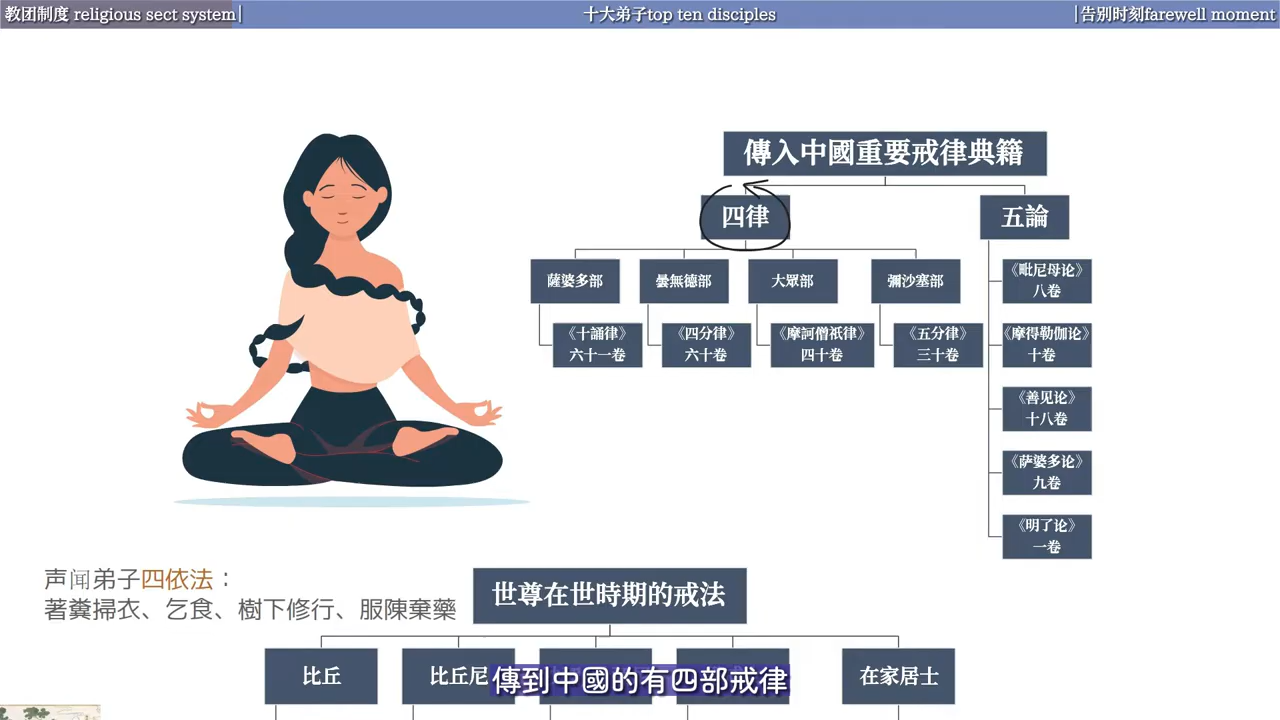 教团制度 religious sect system|
十大弟子top ten disciples
|告别时刻farewell moment
傳入中國重要戒律典籍
四律
五論
薩婆多部
曇無德部
大眾部
彌沙塞部
《十誦律》
六十一卷
《四分律》
六十卷
《摩訶僧祇律》
四十卷
《五分律》
三十卷
《毗尼母论》
八卷
《摩得勒伽论》
十卷
《善见论》
十八卷
《萨婆多论》
九卷
《明了论》
一卷
声闻弟子四依法：
著糞掃衣、乞食、樹下修行、服陳棄藥
世尊在世時期的戒法
比丘
比丘尼
在家居士
傳到中國的有四部戒律